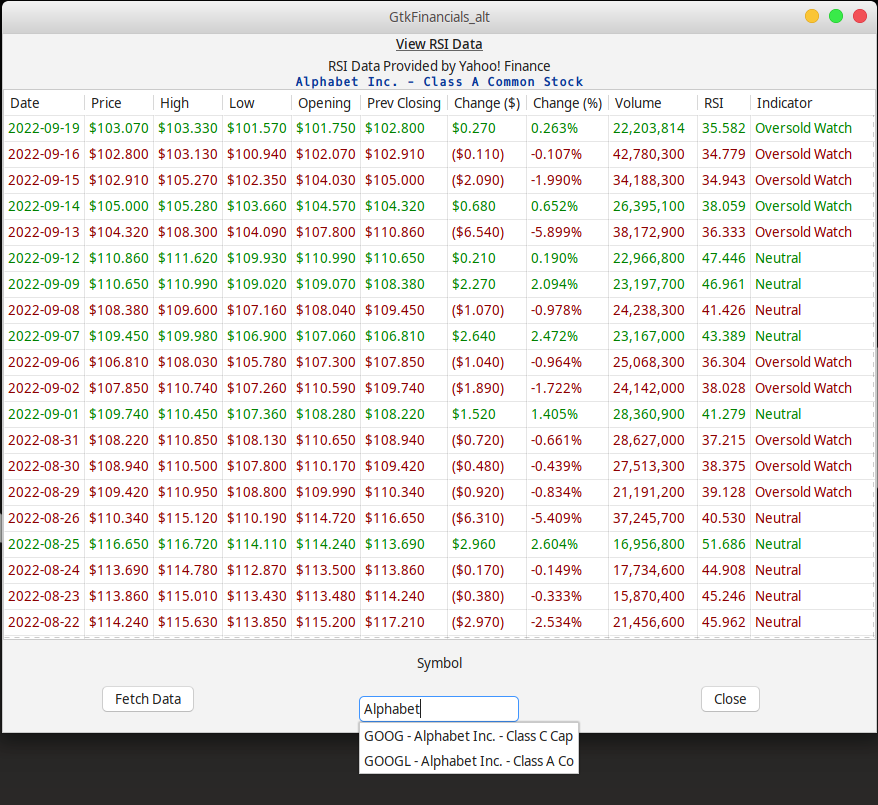 GtkFinancials_alt
View RSI Data
RSI Data Provided by Yahoo! Finance
Alphabet Inc. - Class A Common Stock
Date Price High Low Opening Prev Closing Change ($) Change (%) Volume RSI Indicator
2022-09-19 $103.070 $103.330 $101.570 $101.750 $102.800 $0.270 0.263% 22,203,814 35.582 Oversold Watch
2022-09-16 $102.800 $103.130 $100.940 $102.070 $102.910 ($0.110) -0.107% 42,780,300 34.779 Oversold Watch
2022-09-15 $102.910 $105.270 $102.350 $104.030 $105.000 ($2.090) -1.990% 34,188,300 34.943 Oversold Watch
2022-09-14 $105.000 $105.280 $103.660 $104.570 $104.320 $0.680 0.652% 26,395,100 38.059 Oversold Watch
2022-09-13 $104.320 $108.300 $104.090 $107.800 $110.860 ($6.540) -5.899% 38,172,900 36.333 Oversold Watch
2022-09-12 $110.860 $111.620 $109.930 $110.990 $110.650 $0.210 0.190% 22,966,800 47.446 Neutral
2022-09-09 $110.650 $110.990 $109.020 $109.070 $108.380 $2.270 2.094% 23,197,700 46.961 Neutral
2022-09-08 $108.380 $109.600 $107.160 $108.040 $109.450 ($1.070) -0.978% 24,238,300 41.426 Neutral
2022-09-07 $109.450 $109.980 $106.900 $107.060 $106.810 $2.640 2.472% 23,167,000 43.389 Neutral
2022-09-06 $106.810 $108.030 $105.780 $107.300 $107.850 ($1.040) -0.964% 25,068,300 36.304 Oversold Watch
2022-09-02 $107.850 $110.740 $107.260 $110.590 $109.740 ($1.890) -1.722% 24,142,000 38.028 Oversold Watch
2022-09-01 $109.740 $110.450 $107.360 $108.280 $108.220 $1.520 1.405% 28,360,900 41.279 Neutral
2022-08-31 $108.220 $110.850 $108.130 $110.650 $108.940 ($0.720) -0.661% 28,627,000 37.215 Oversold Watch
2022-08-30 $108.940 $110.500 $107.800 $110.170 $109.420 ($0.480) -0.439% 27,513,300 38.375 Oversold Watch
2022-08-29 $109.420 $110.950 $108.800 $109.990 $110.340 ($0.920) -0.834% 21,191,200 39.128 Oversold Watch
2022-08-26 $110.340 $115.120 $110.190 $114.720 $116.650 ($6.310) -5.409% 37,245,700 40.530 Neutral
2022-08-25 $116.650 $116.720 $114.110 $114.240 $113.690 $2.960 2.604% 16,956,800 51.686 Neutral
2022-08-24 $113.690 $114.780 $112.870 $113.500 $113.860 ($0.170) -0.149% 17,734,600 44.908 Neutral
2022-08-23 $113.860 $115.010 $113.430 $113.480 $114.240 ($0.380) -0.333% 15,870,400 45.246 Neutral
2022-08-22 $114.240 $115.630 $113.850 $115.200 $117.210 ($2.970) -2.534% 21,456,600 45.962 Neutral
Symbol
Fetch Data Alphabet Close
GOOG - Alphabet Inc. - Class C Cap
GOOGL - Alphabet Inc. - Class A Co